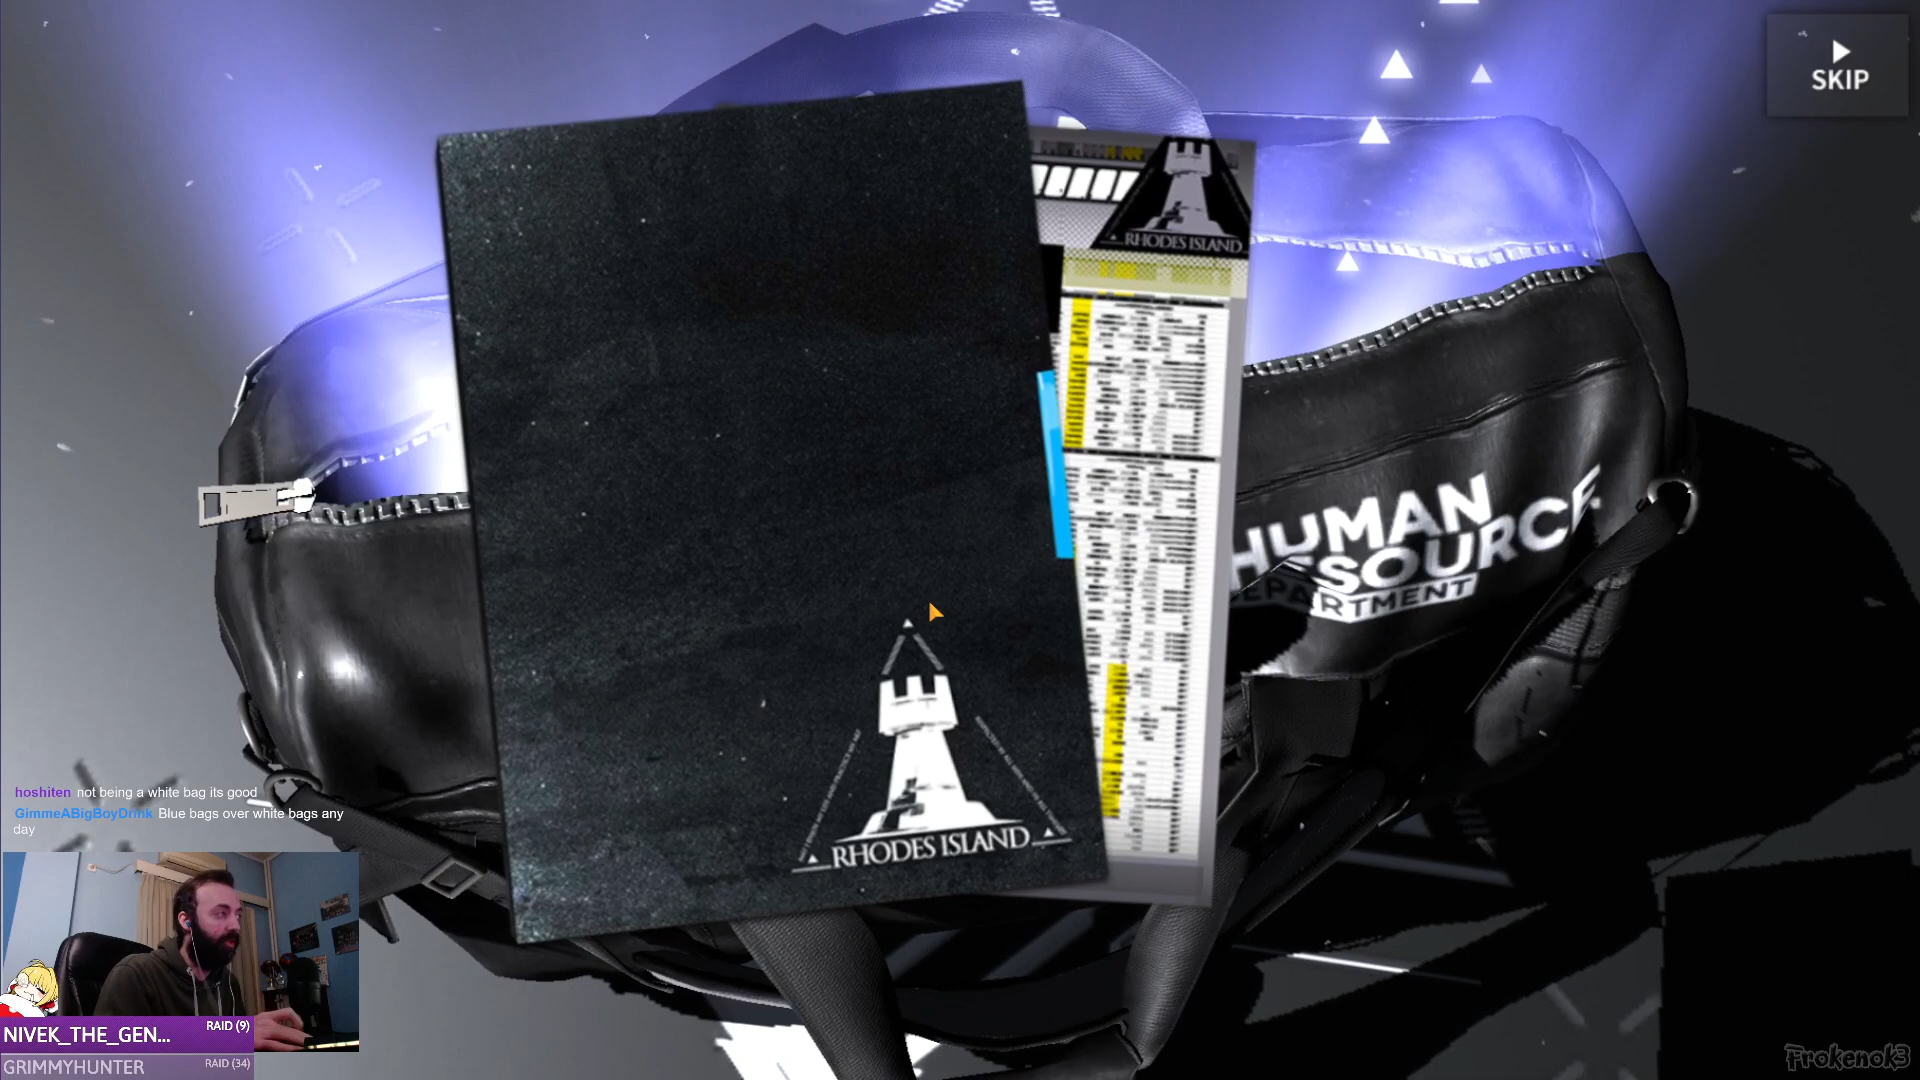 SKIP
RHODES ISLAND
HUMAN
RESOURCE
DEPARTMENT
RHODES ISLAND
hoshiten not being a white bag its good
GimmeABigBoyDrink Blue bags over white bags any
day
NIVEK_THE_GEN... RAID (9)
GRIMMYHUNTER RAID (34)
Frokenok3